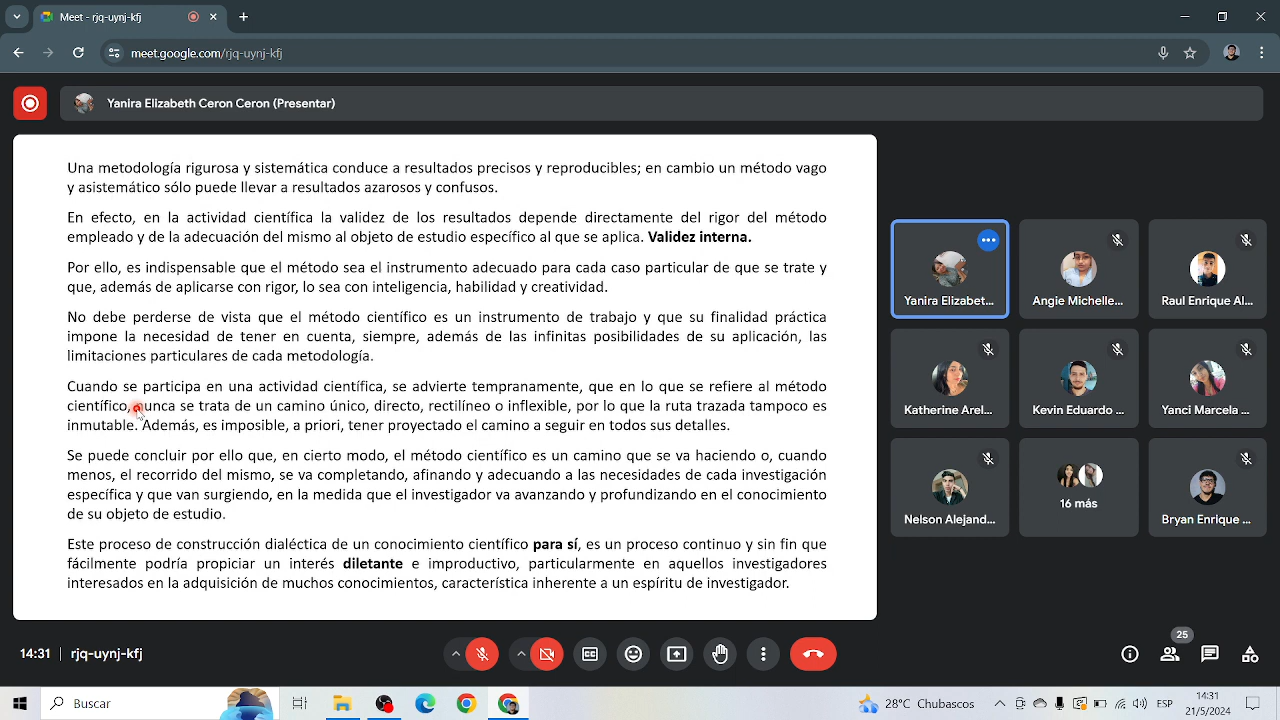 Meet - rjq-uynj-kfj
meet.google.com/rjq-uynj-kfj
Yanira Elizabeth Ceron Ceron (Presentar)
Una metodología rigurosa y sistemática conduce a resultados precisos y reproducibles; en cambio un método vago
y asistemático sólo puede llevar a resultados azarosos y confusos.
En efecto, en la actividad científica la validez de los resultados depende directamente del rigor del método
empleado y de la adecuación del mismo al objeto de estudio específico al que se aplica. Validez interna.
Por ello, es indispensable que el método sea el instrumento adecuado para cada caso particular de que se trate y
que, además de aplicarse con rigor, lo sea con inteligencia, habilidad y creatividad.
No debe perderse de vista que el método científico es un instrumento de trabajo y que su finalidad práctica
impone la necesidad de tener en cuenta, siempre, además de las infinitas posibilidades de su aplicación, las
limitaciones particulares de cada metodología.
Cuando se participa en una actividad científica, se advierte tempranamente, que en lo que se refiere al método
científico, nunca se trata de un camino único, directo, rectilíneo o inflexible, por lo que la ruta trazada tampoco es
inmutable. Además, es imposible, a priori, tener proyectado el camino a seguir en todos sus detalles.
Se puede concluir por ello que, en cierto modo, el método científico es un camino que se va haciendo o, cuando
menos, el recorrido del mismo, se va completando, afinando y adecuando a las necesidades de cada investigación
específica y que van surgiendo, en la medida que el investigador va avanzando y profundizando en el conocimiento
de su objeto de estudio.
Este proceso de construcción dialéctica de un conocimiento científico para sí, es un proceso continuo y sin fin que
fácilmente podría propiciar un interés diletante e improductivo, particularmente en aquellos investigadores
interesados en la adquisición de muchos conocimientos, característica inherente a un espíritu de investigador.
Yanira Elizabet...
Angie Michelle...
Raul Enrique Al...
Katherine Arel...
Kevin Eduardo ...
Yanci Marcela ...
Nelson Alejand...
16 más
Bryan Enrique ...
14:31
rjq-uynj-kfj
25
Buscar
28°C Chubascos
ESP
14:31
21/5/2024